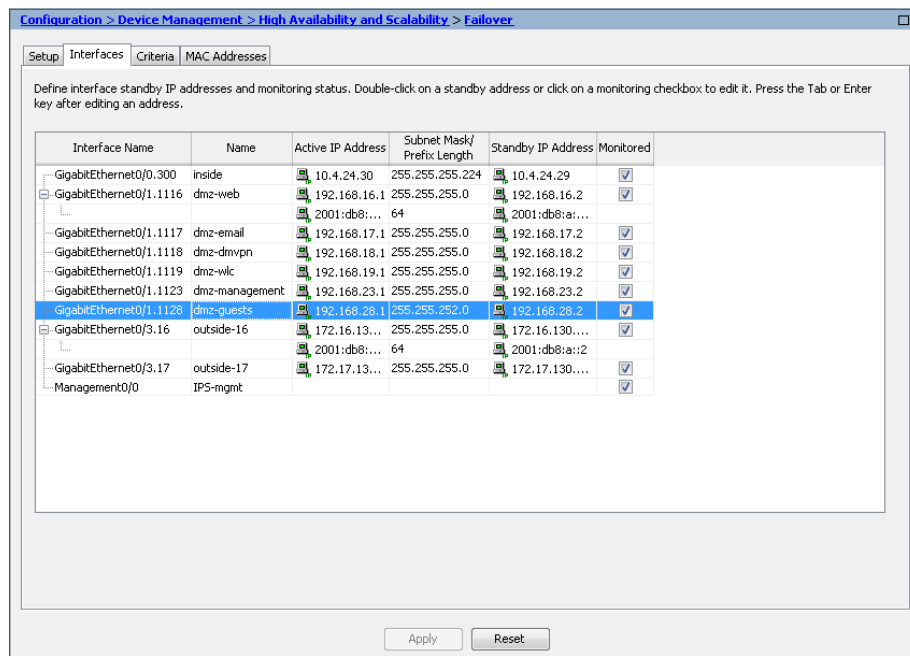 Configuration > Device Management > High Availability and Scalability > Failover
Setup Interfaces Criteria MAC Addresses
Define interface standby IP addresses and monitoring status. Double-click on a standby address or click on a monitoring checkbox to edit it. Press the Tab or Enter
key after editing an address.
Interface Name Name Active IP Address Subnet Mask/ Prefix Length Standby IP Address Monitored
GigabitEthernet0/0.300 inside 10.4.24.30 255.255.255.224 10.4.24.29
GigabitEthernet0/1.1116 dmz-web 192.168.16.1 255.255.255.0 192.168.16.2
2001:db8:... 64 2001:db8:a:...
GigabitEthernet0/1.1117 dmz-email 192.168.17.1 255.255.255.0 192.168.17.2
GigabitEthernet0/1.1118 dmz-dmvpn 192.168.18.1 255.255.255.0 192.168.18.2
GigabitEthernet0/1.1119 dmz-wlc 192.168.19.1 255.255.255.0 192.168.19.2
GigabitEthernet0/1.1123 dmz-management 192.168.23.1 255.255.255.0 192.168.23.2
GigabitEthernet0/1.1128 dmz-guests 192.168.28.1 255.255.252.0 192.168.28.2
GigabitEthernet0/3.16 outside-16 172.16.13... 255.255.255.0 172.16.130....
2001:db8:... 64 2001:db8:a::2
GigabitEthernet0/3.17 outside-17 172.17.13... 255.255.255.0 172.17.130....
Management0/0 IPS-mgmt
Apply Reset